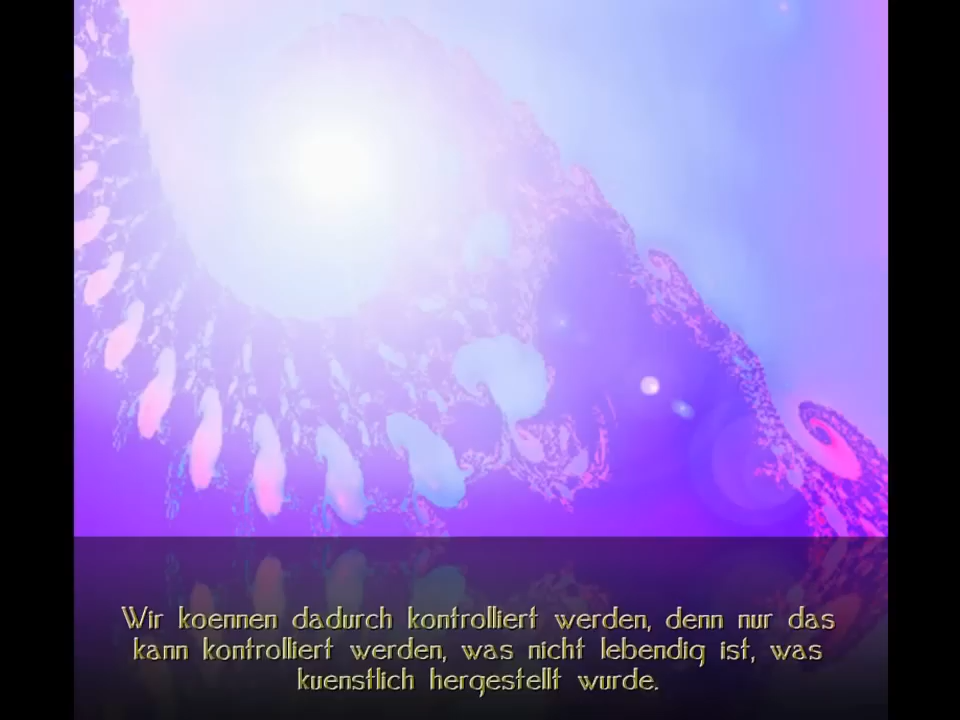 Wir koennen dadurch kontrolliert werden, denn nur das
kann kontrolliert werden, was nicht lebendig ist, was
kuenstlich hergestellt wurde.